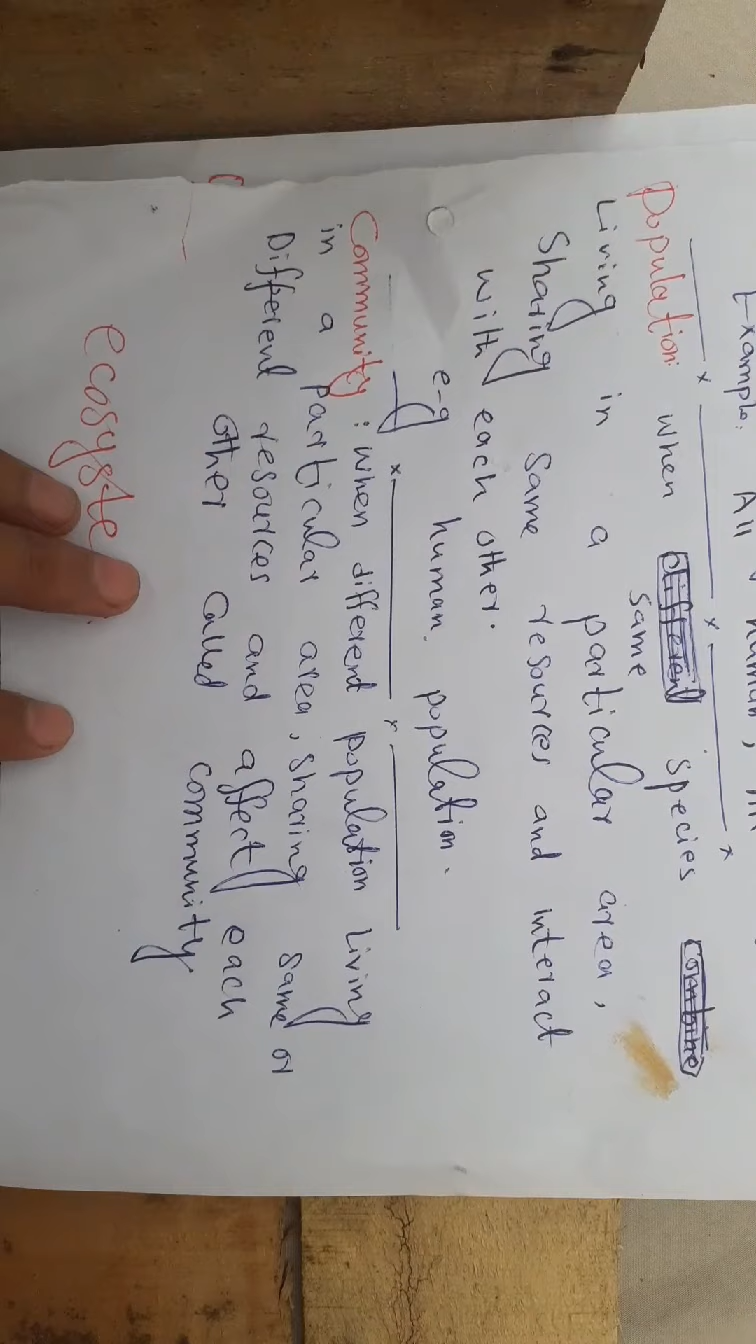 Example: All
Population: when same species
Living in a particular area,
Sharing same resources and interact
with each other.
e-g human population.
Community: when different population Living
in a particular area, sharing same or
Different resources and affect each
other called community
ecosyste